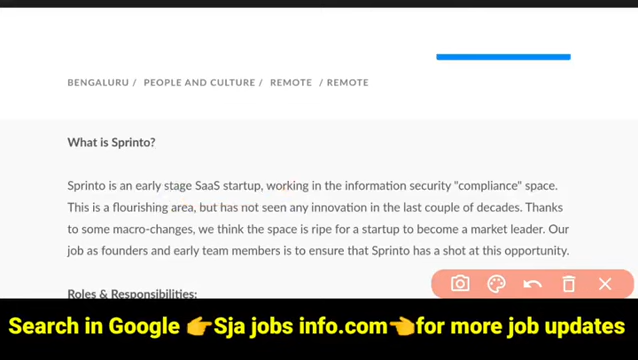 BENGALURU / PEOPLE AND CULTURE / REMOTE / REMOTE
What is Sprinto?
Sprinto is an early stage SaaS startup, working in the information security "compliance" space.
This is a flourishing area, but has not seen any innovation in the last couple of decades. Thanks
to some macro-changes, we think the space is ripe for a startup to become a market leader. Our
job as founders and early team members is to ensure that Sprinto has a shot at this opportunity.
Roles & Responsibilities:
Search in Google 👉Sja jobs info.com👈for more job updates